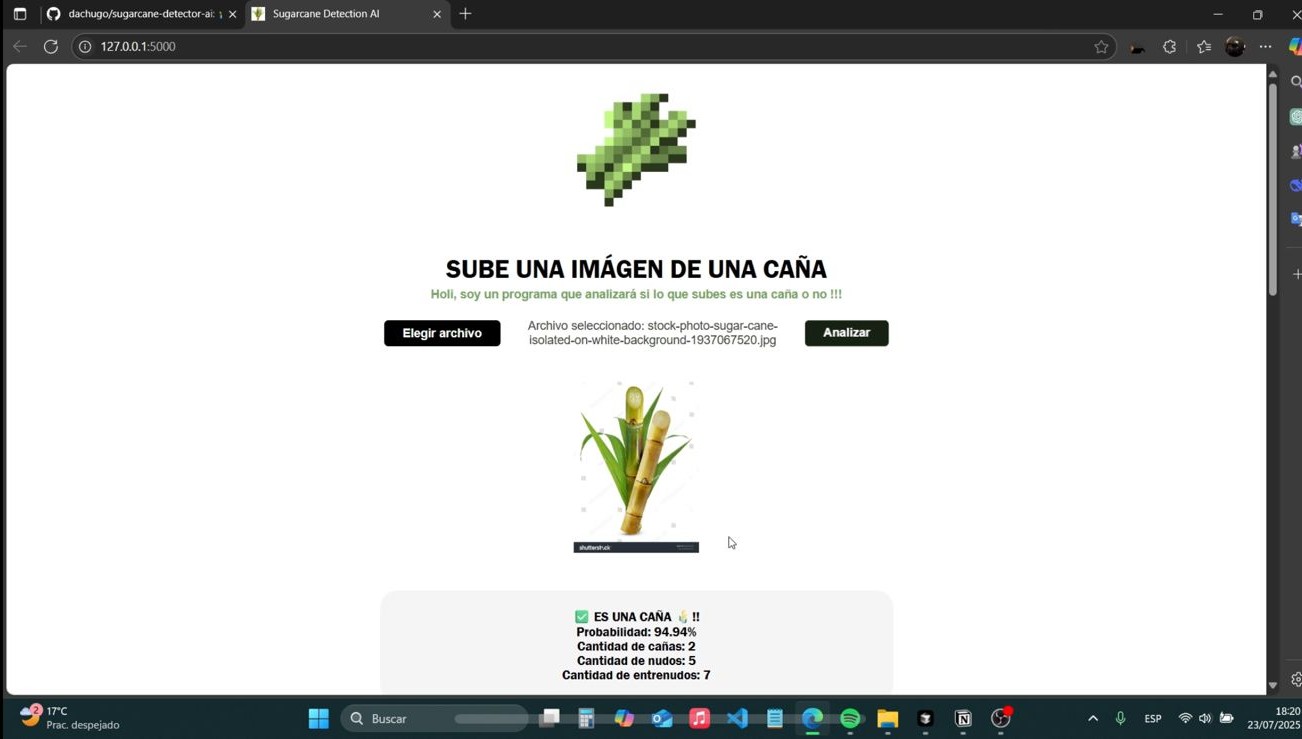 dachugo/sugarcane-detector-ai:
Sugarcane Detection AI
127.0.0.1:5000
SUBE UNA IMÁGEN DE UNA CAÑA
Holi, soy un programa que analizará si lo que subes es una caña o no !!!
Elegir archivo
Archivo seleccionado: stock-photo-sugar-cane-
isolated-on-white-background-1937067520.jpg
Analizar
shutterstock
ES UNA CAÑA !!
Probabilidad: 94.94%
Cantidad de cañas: 2
Cantidad de nudos: 5
Cantidad de entrenudos: 7
2
17°C
Prac. despejado
Buscar
ESP
18:20
23/07/2025